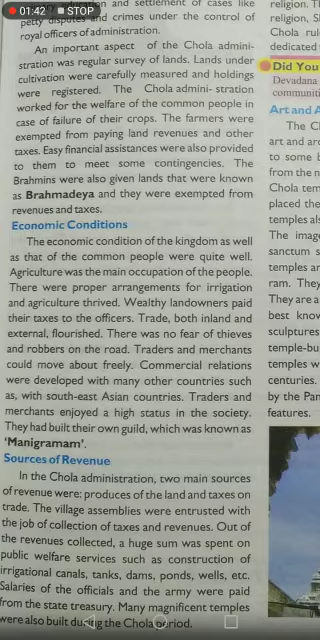 01:42 STOP
and settlement of cases like
petty disputes and crimes under the control of
royal officers of administration.
An important aspect of the Chola admini-
stration was regular survey of lands. Lands under
cultivation were carefully measured and holdings
were registered. The Chola admini- stration
worked for the welfare of the common people in
case of failure of their crops. The farmers were
exempted from paying land revenues and other
taxes. Easy financial assistances were also provided
to them to meet some contingencies. The
Brahmins were also given lands that were known
as Brahmadeya and they were exempted from
revenues and taxes.
Economic Conditions
The economic condition of the kingdom as well
as that of the common people were quite well.
Agriculture was the main occupation of the people.
There were proper arrangements for irrigation
and agriculture thrived. Wealthy landowners paid
their taxes to the officers. Trade, both inland and
external, flourished. There was no fear of thieves
and robbers on the road. Traders and merchants
could move about freely. Commercial relations
were developed with many other countries such
as, with south-east Asian countries. Traders and
merchants enjoyed a high status in the society.
They had built their own guild, which was known as
'Manigramam'.
Sources of Revenue
In the Chola administration, two main sources
of revenue were: produces of the land and taxes on
trade. The village assemblies were entrusted with
the job of collection of taxes and revenues. Out of
the revenues collected, a huge sum was spent on
public welfare services such as construction of
irrigational canals, tanks, dams, ponds, wells, etc.
Salaries of the officials and the army were paid
from the state treasury. Many magnificent temples
were also built during the Chola period.
religion. T
religion, S
Chola rul
dedicated
Did You
Devadana
communiti
Art and A
The C
art and arc
to some b
from the n
Chola tem
placed the
temples als
The image
sanctum s
temples ar
ram. They
They are a
best know
sculptures
temple-bu
temples w
centuries.
by the Pan
features.